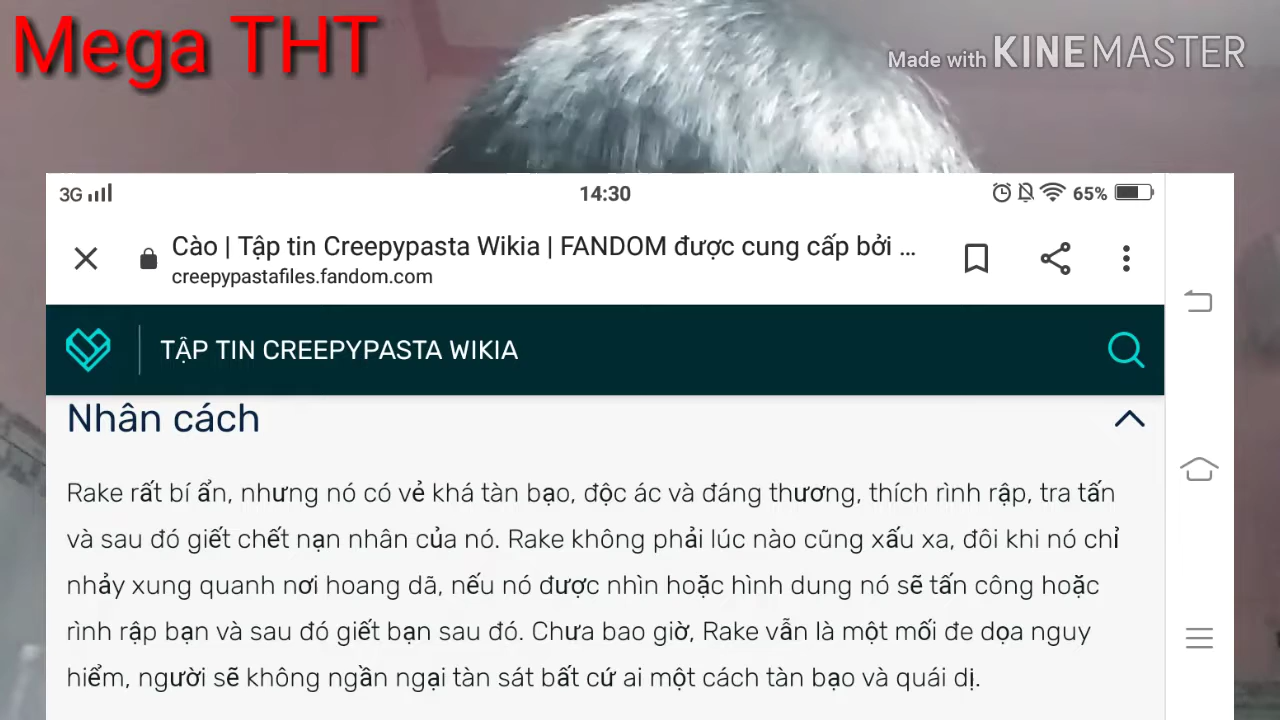 Mega THT
Made with KINEMASTER
3G 14:30 65%
Cào | Tập tin Creepypasta Wikia | FANDOM được cung cấp bởi ...
creepypastafiles.fandom.com
TẬP TIN CREEPYPASTA WIKIA
Nhân cách
Rake rất bí ẩn, nhưng nó có vẻ khá tàn bạo, độc ác và đáng thương, thích rình rập, tra tấn
và sau đó giết chết nạn nhân của nó. Rake không phải lúc nào cũng xấu xa, đôi khi nó chỉ
nhảy xung quanh nơi hoang dã, nếu nó được nhìn hoặc hình dung nó sẽ tấn công hoặc
rình rập bạn và sau đó giết bạn sau đó. Chưa bao giờ, Rake vẫn là một mối đe dọa nguy
hiểm, người sẽ không ngần ngại tàn sát bất cứ ai một cách tàn bạo và quái dị.